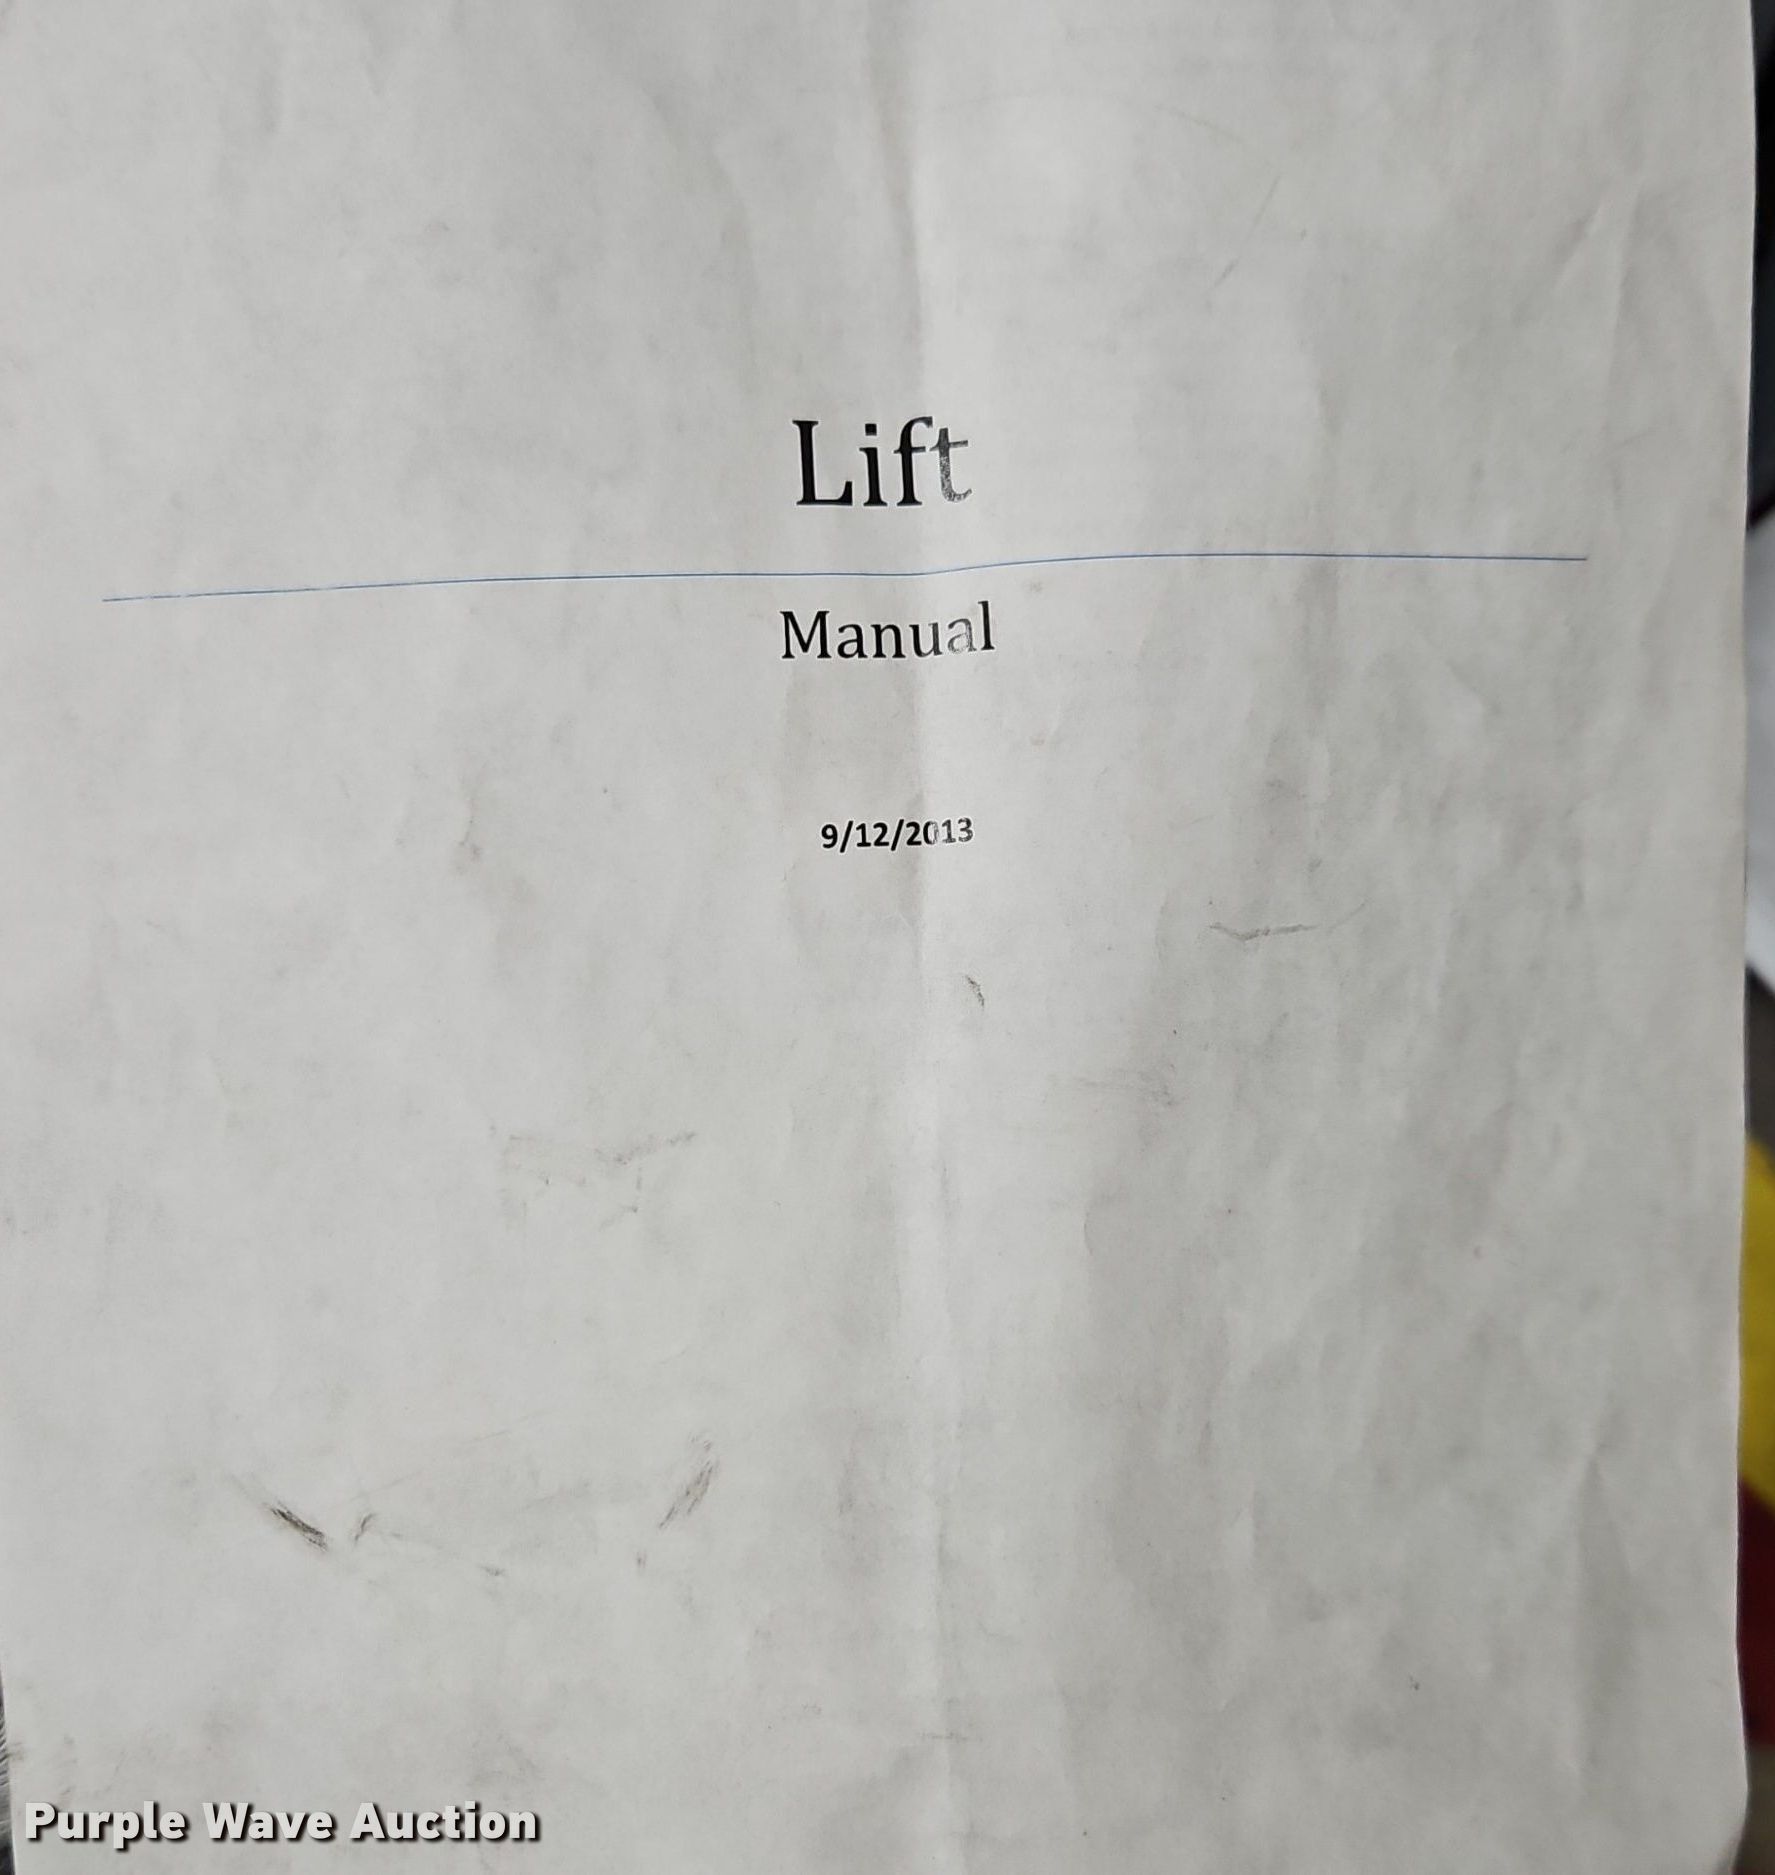 Lift
Manual
9/12/2013
Purple Wave Auction